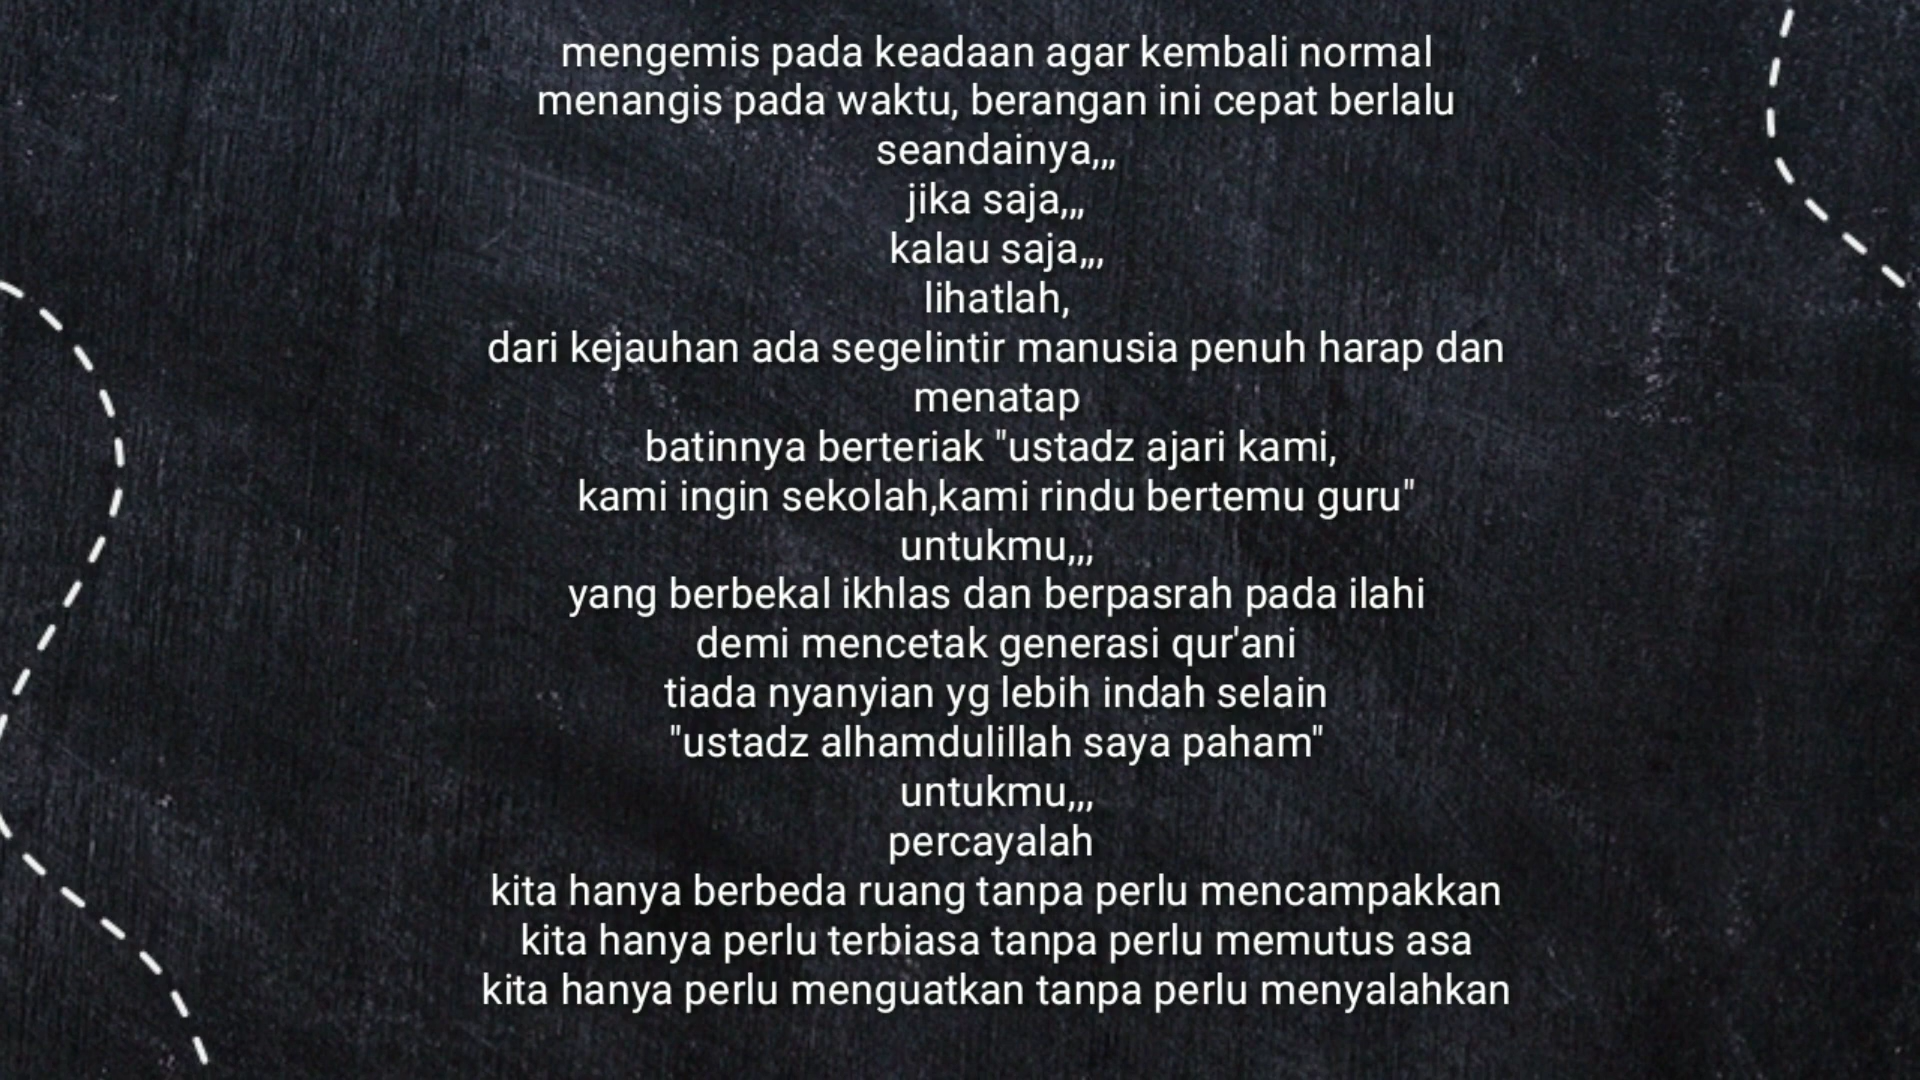 mengemis pada keadaan agar kembali normal
menangis pada waktu, berangan ini cepat berlalu
seandainya,,,
jika saja,,,
kalau saja,,,
lihatlah,
dari kejauhan ada segelintir manusia penuh harap dan
menatap
batinnya berteriak "ustadz ajari kami,
kami ingin sekolah,kami rindu bertemu guru"
untukmu,,,
yang berbekal ikhlas dan berpasrah pada ilahi
demi mencetak generasi qur'ani
tiada nyanyian yg lebih indah selain
"ustadz alhamdulillah saya paham"
untukmu,,,
percayalah
kita hanya berbeda ruang tanpa perlu mencampakkan
kita hanya perlu terbiasa tanpa perlu memutus asa
kita hanya perlu menguatkan tanpa perlu menyalahkan